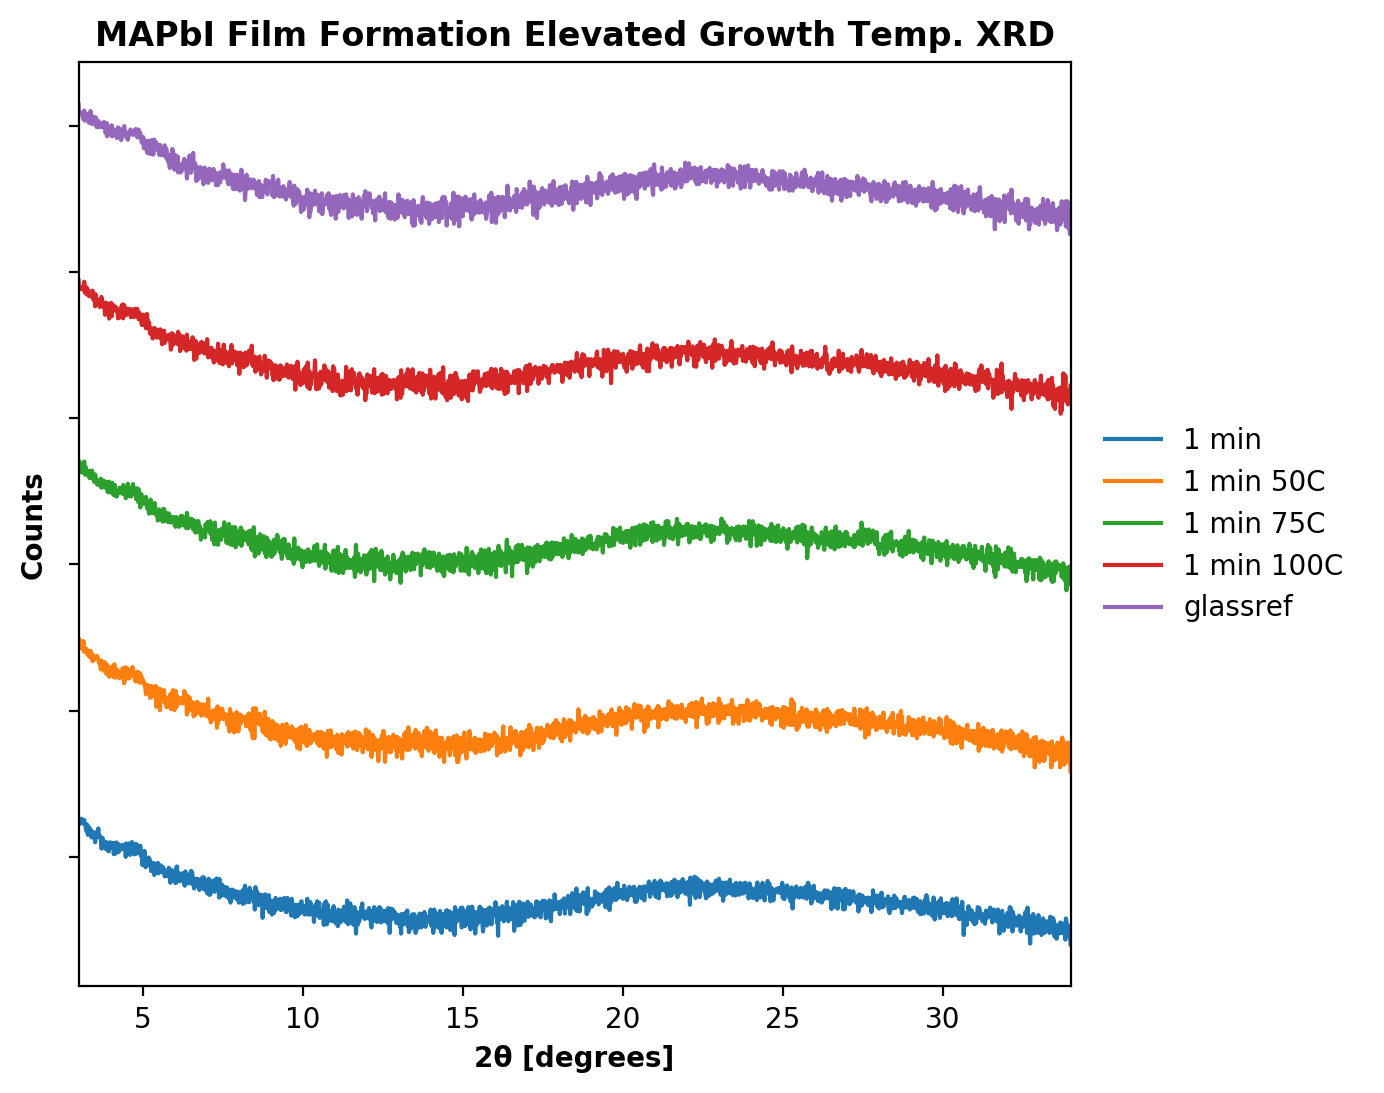 MAPbI Film Formation Elevated Growth Temp. XRD
Counts
1 min
1 min 50C
1 min 75C
1 min 100C
glassref
5 10 15 20 25 30
2θ [degrees]